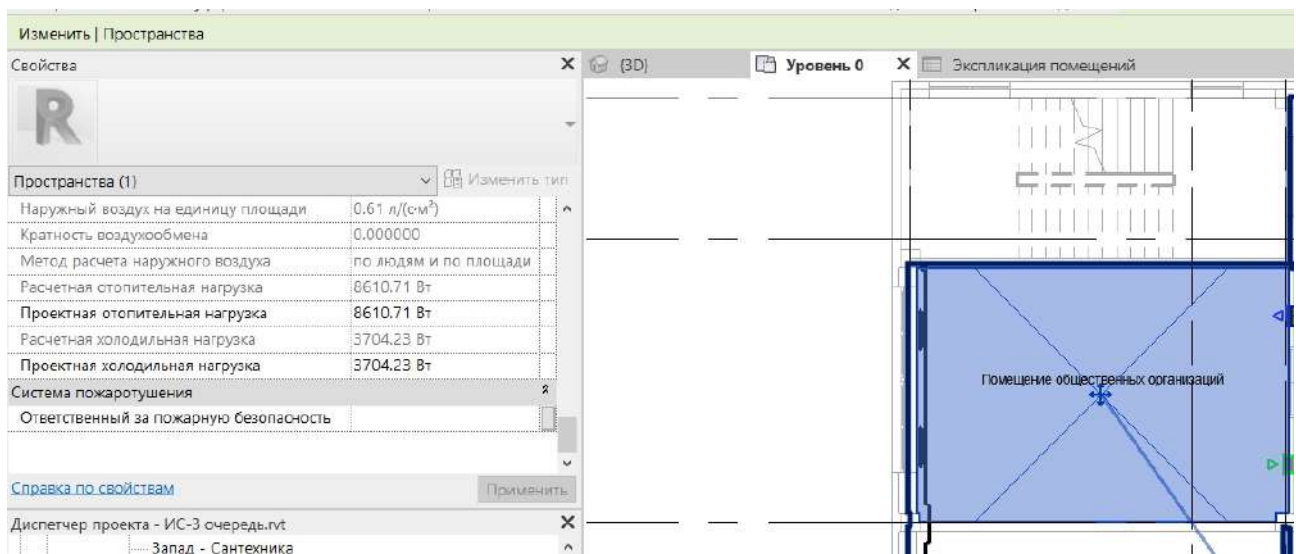 Изменить | Пространства
Свойства
{3D}
Уровень 0
Экспликация помещений
R
Пространства (1)
Изменить тип
Наружный воздух на единицу площади 0.61 л/(с·м²)
Кратность воздухообмена 0.000000
Метод расчета наружного воздуха по людям и по площади
Расчетная отопительная нагрузка 8610.71 Вт
Проектная отопительная нагрузка 8610.71 Вт
Расчетная холодильная нагрузка 3704.23 Вт
Проектная холодильная нагрузка 3704.23 Вт
Система пожаротушения
Ответственный за пожарную безопасность
Справка по свойствам
Применить
Диспетчер проекта - ИС-3 очередь.rvt
Запад - Сантехника
Помещение общественных организаций